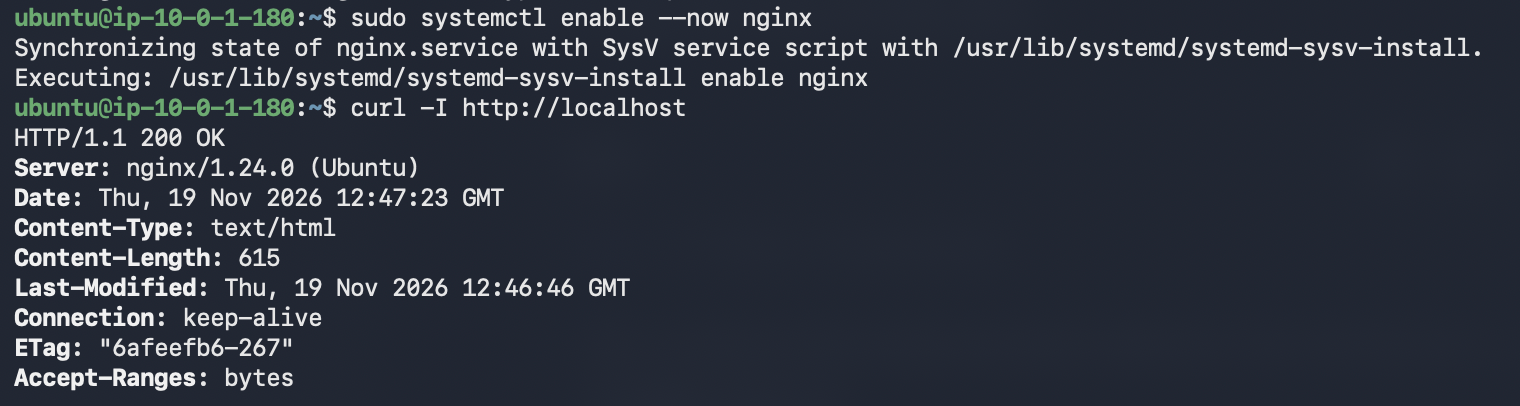 ubuntu@ip-10-0-1-180:~$ sudo systemctl enable --now nginx
Synchronizing state of nginx.service with SysV service script with /usr/lib/systemd/systemd-sysv-install.
Executing: /usr/lib/systemd/systemd-sysv-install enable nginx
ubuntu@ip-10-0-1-180:~$ curl -I http://localhost
HTTP/1.1 200 OK
Server: nginx/1.24.0 (Ubuntu)
Date: Thu, 19 Nov 2026 12:47:23 GMT
Content-Type: text/html
Content-Length: 615
Last-Modified: Thu, 19 Nov 2026 12:46:46 GMT
Connection: keep-alive
ETag: "6afeefb6-267"
Accept-Ranges: bytes